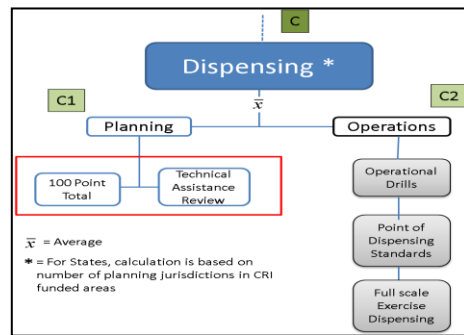 C
Dispensing *
x̄
C1
C2
Planning
Operations
100 Point
Total
Technical
Assistance
Review
Operational
Drills
Point of
Dispensing
Standards
Full scale
Exercise
Dispensing
x̄ = Average
* = For States, calculation is based on
number of planning jurisdictions in CRI
funded areas